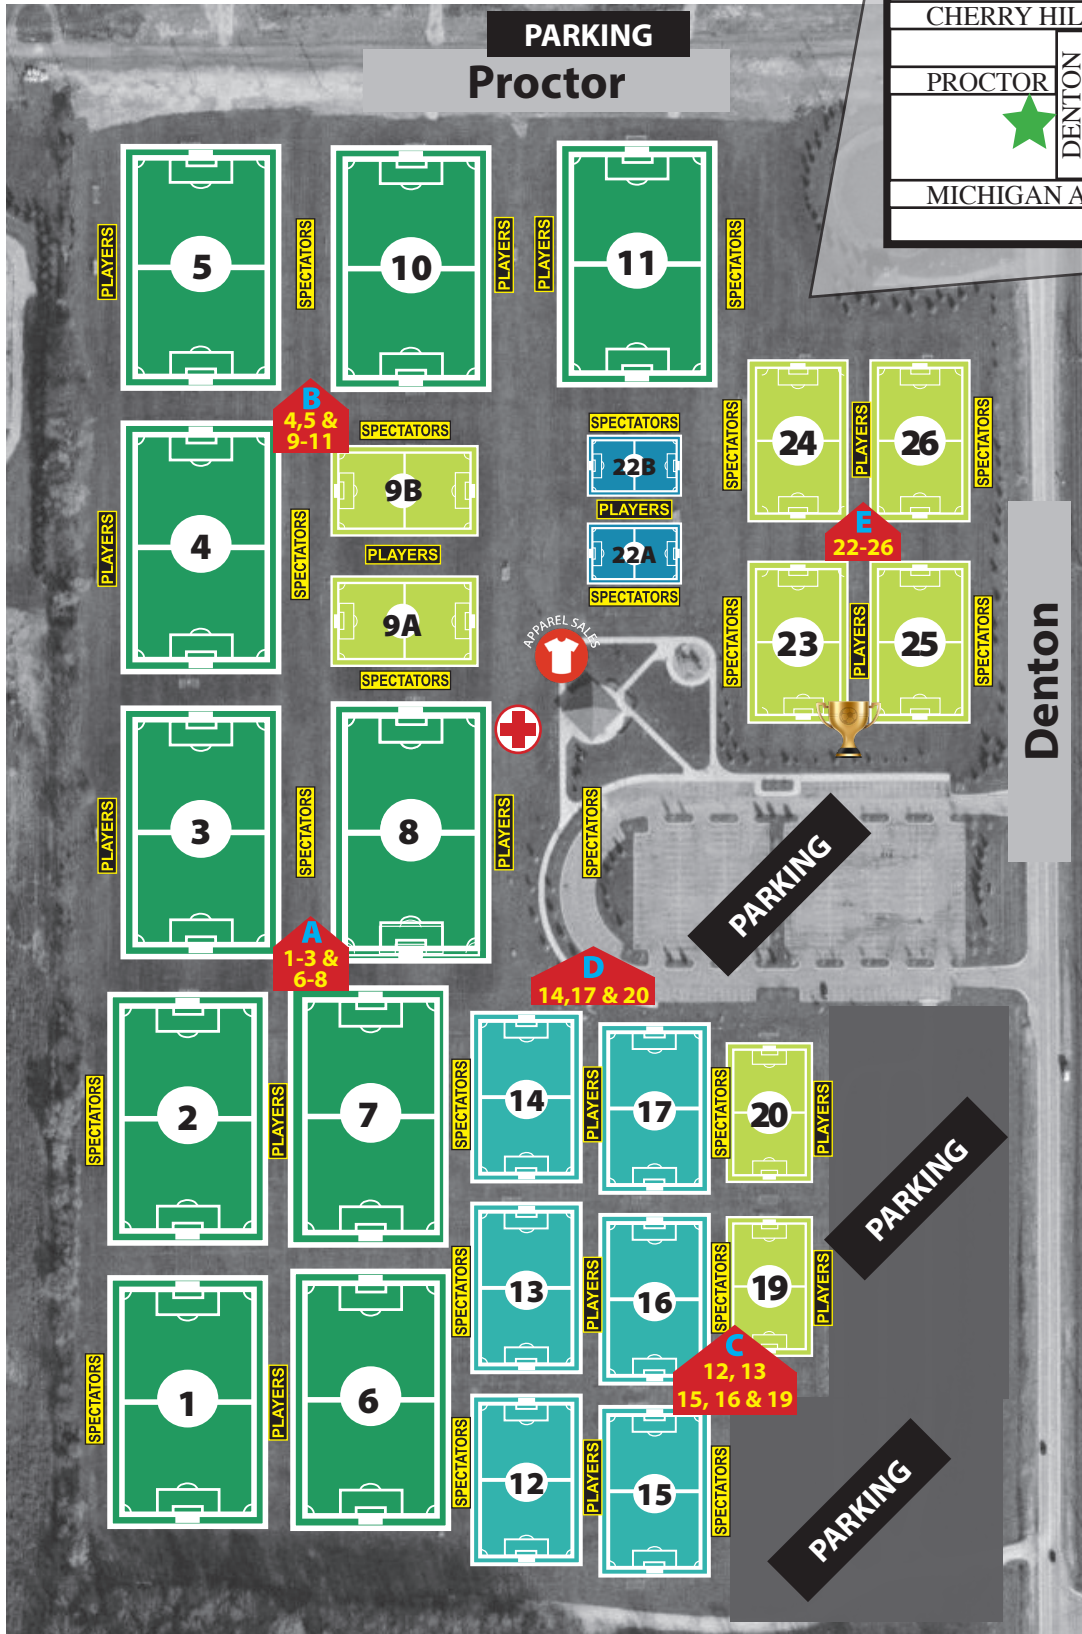 PARKING
Proctor
CHERRY HIL
PROCTOR
DENTON
MICHIGAN A
5
10
11
PLAYERS
SPECTATORS
PLAYERS
PLAYERS
SPECTATORS
B
4,5 &
9-11
4
PLAYERS
SPECTATORS
SPECTATORS
9B
PLAYERS
9A
SPECTATORS
SPECTATORS
22B
PLAYERS
22A
SPECTATORS
24
26
SPECTATORS
PLAYERS
SPECTATORS
E
22-26
23
25
SPECTATORS
PLAYERS
SPECTATORS
Denton
APPAREL SALES
3
8
PLAYERS
SPECTATORS
PLAYERS
SPECTATORS
PARKING
A
1-3 &
6-8
D
14,17 & 20
2
7
SPECTATORS
PLAYERS
SPECTATORS
14
PLAYERS
17
SPECTATORS
20
PLAYERS
PARKING
13
SPECTATORS
PLAYERS
16
SPECTATORS
19
PLAYERS
C
12, 13
15, 16 & 19
1
6
SPECTATORS
PLAYERS
SPECTATORS
12
PLAYERS
15
SPECTATORS
PARKING